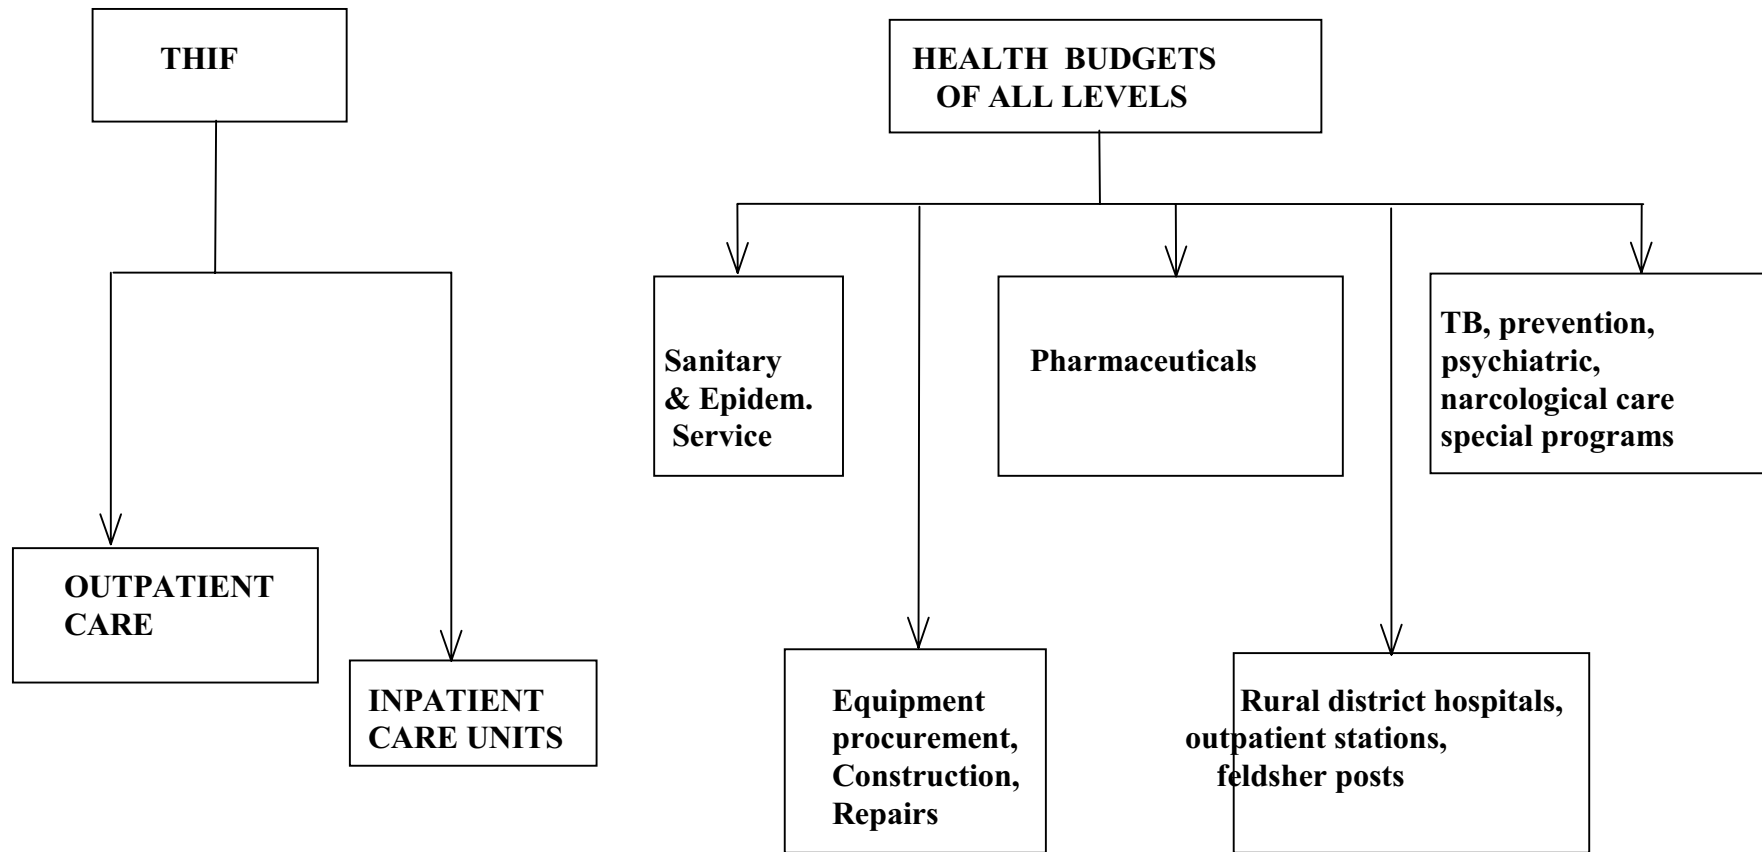 THIF
HEALTH BUDGETS
OF ALL LEVELS
Sanitary
& Epidem.
Service
Pharmaceuticals
TB, prevention,
psychiatric,
narcological care
special programs
OUTPATIENT
CARE
INPATIENT
CARE UNITS
Equipment
procurement,
Construction,
Repairs
Rural district hospitals,
outpatient stations,
feldsher posts